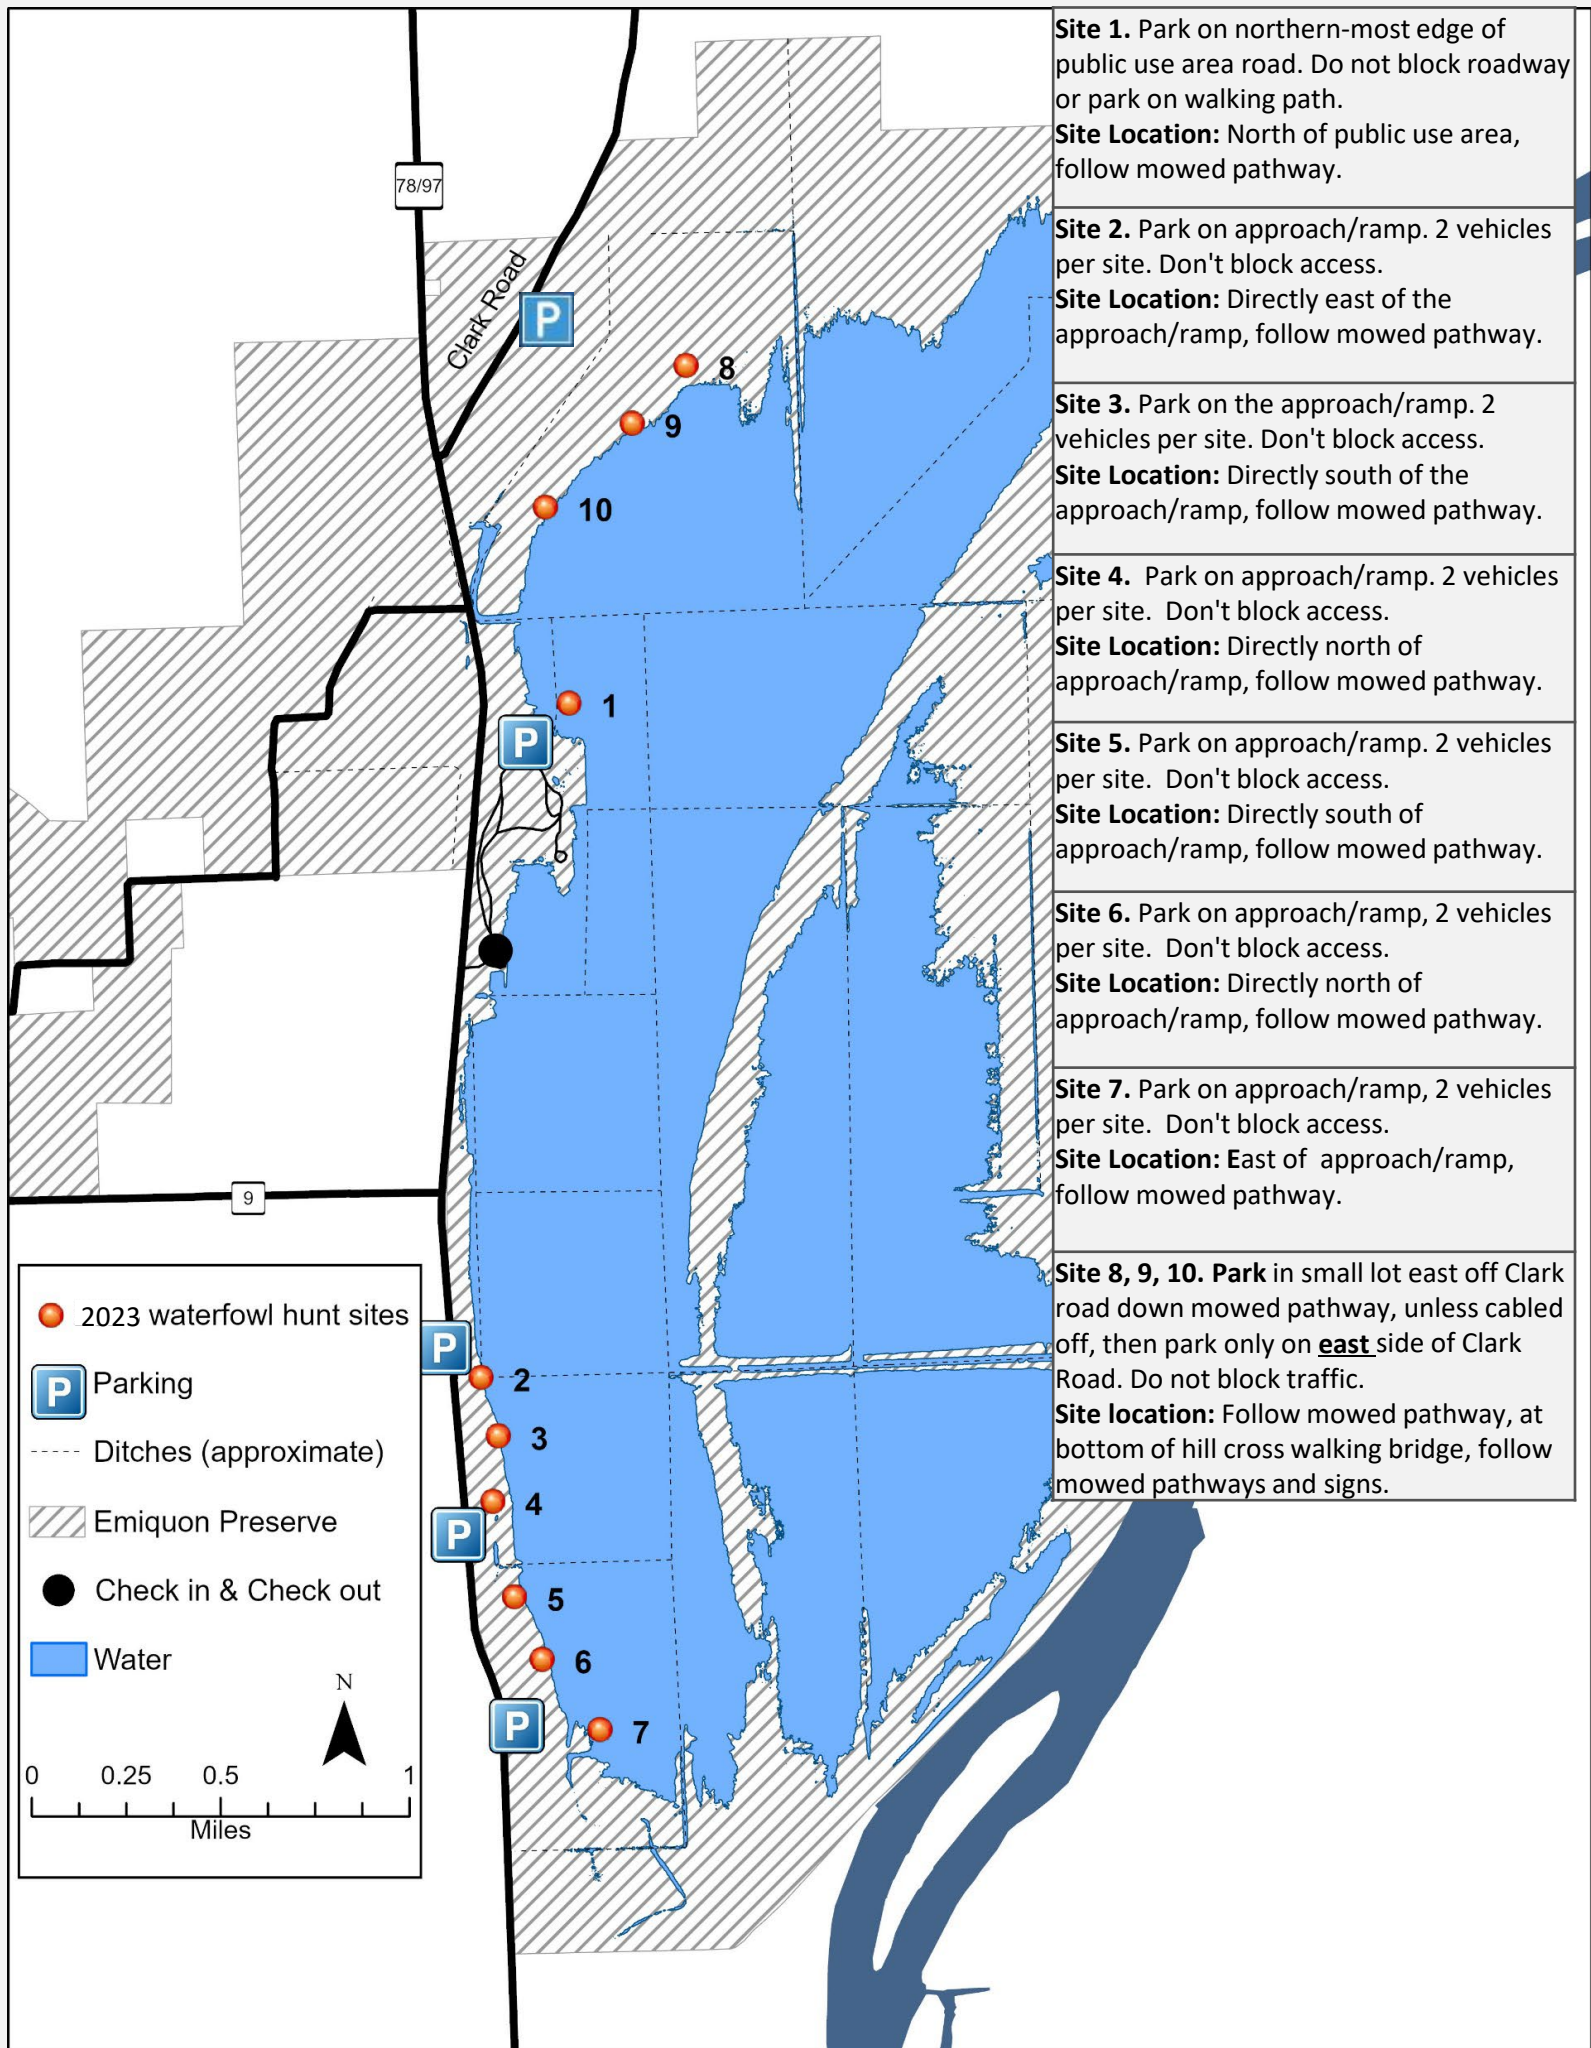 Site 1. Park on northern-most edge of
public use area road. Do not block roadway
or park on walking path.
Site Location: North of public use area,
follow mowed pathway.
Site 2. Park on approach/ramp. 2 vehicles
per site. Don't block access.
Site Location: Directly east of the
approach/ramp, follow mowed pathway.
Site 3. Park on the approach/ramp. 2
vehicles per site. Don't block access.
Site Location: Directly south of the
approach/ramp, follow mowed pathway.
Site 4. Park on approach/ramp. 2 vehicles
per site. Don't block access.
Site Location: Directly north of
approach/ramp, follow mowed pathway.
Site 5. Park on approach/ramp. 2 vehicles
per site. Don't block access.
Site Location: Directly south of
approach/ramp, follow mowed pathway.
Site 6. Park on approach/ramp, 2 vehicles
per site. Don't block access.
Site Location: Directly north of
approach/ramp, follow mowed pathway.
Site 7. Park on approach/ramp, 2 vehicles
per site. Don't block access.
Site Location: East of approach/ramp,
follow mowed pathway.
Site 8, 9, 10. Park in small lot east off Clark
road down mowed pathway, unless cabled
off, then park only on east side of Clark
Road. Do not block traffic.
Site location: Follow mowed pathway, at
bottom of hill cross walking bridge, follow
mowed pathways and signs.
78/97
Clark Road
P
8
9
10
1
P
9
P
2
3
4
P
5
6
P
7
2023 waterfowl hunt sites
P Parking
Ditches (approximate)
Emiquon Preserve
Check in & Check out
Water
N
0 0.25 0.5 1
Miles